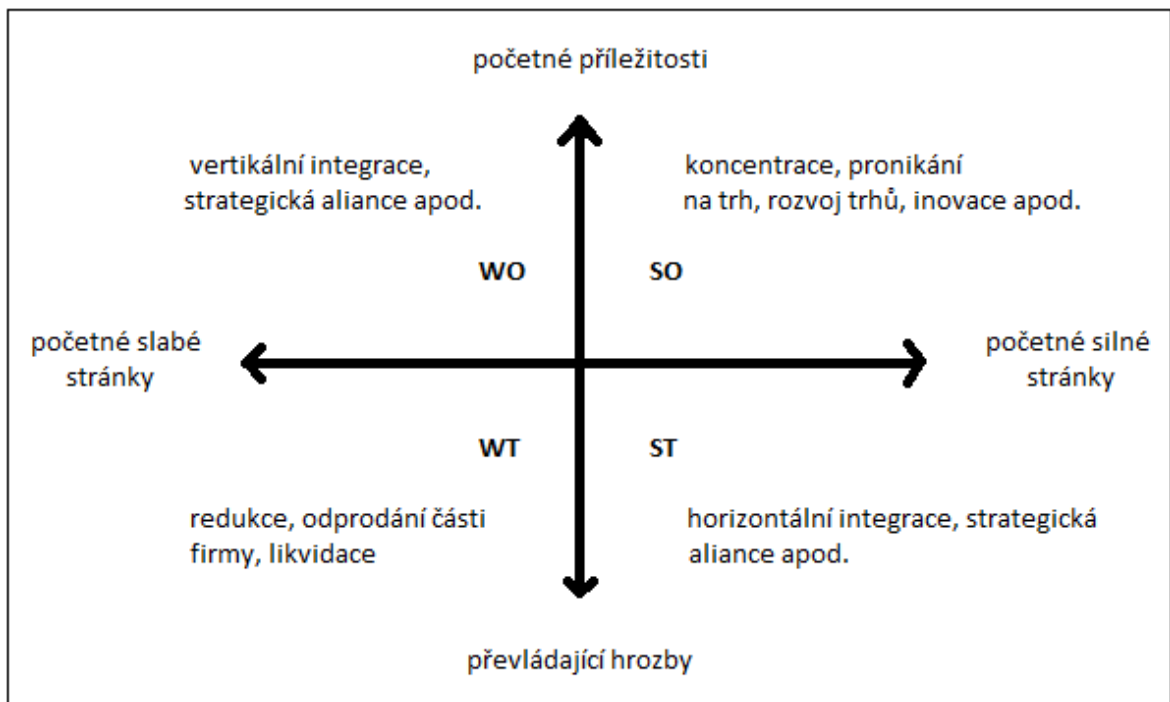 početné příležitosti
vertikální integrace,
strategická aliance apod.
koncentrace, pronikání
na trh, rozvoj trhů, inovace apod.
WO
SO
početné slabé
stránky
početné silné
stránky
WT
ST
redukce, odprodání části
firmy, likvidace
horizontální integrace, strategická
aliance apod.
převládající hrozby